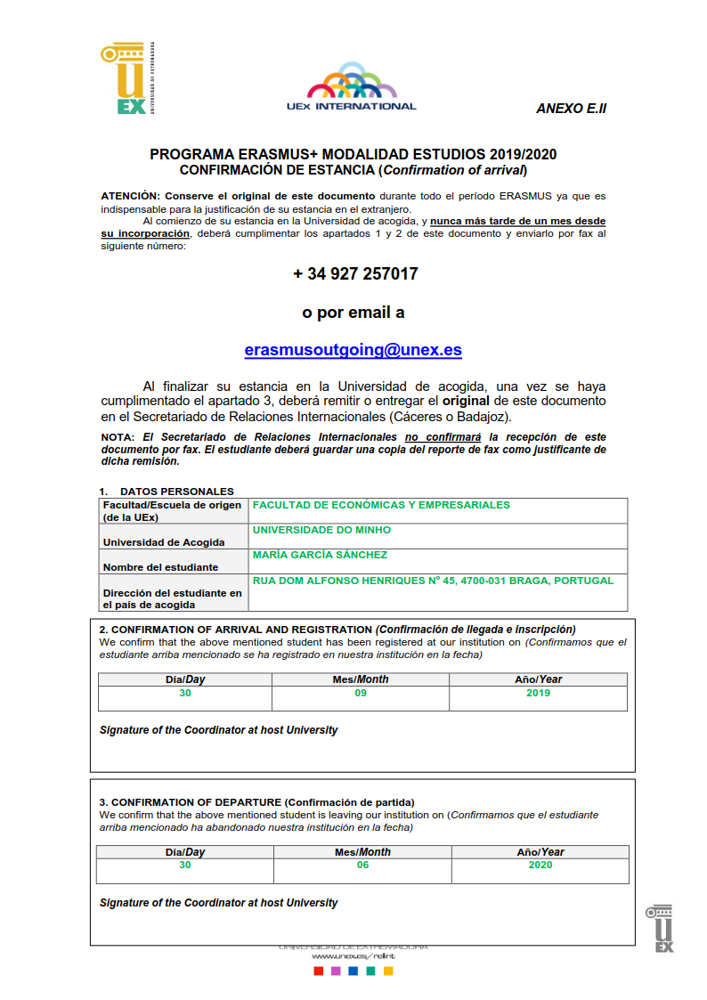 UEX
UNIVERSIDAD DE EXTREMADURA
UEX INTERNATIONAL
ANEXO E.II
PROGRAMA ERASMUS+ MODALIDAD ESTUDIOS 2019/2020
CONFIRMACIÓN DE ESTANCIA (Confirmation of arrival)
ATENCIÓN: Conserve el original de este documento durante todo el período ERASMUS ya que es
indispensable para la justificación de su estancia en el extranjero.
Al comienzo de su estancia en la Universidad de acogida, y nunca más tarde de un mes desde
su incorporación, deberá cumplimentar los apartados 1 y 2 de este documento y enviarlo por fax al
siguiente número:
+ 34 927 257017
o por email a
erasmusoutgoing@unex.es
Al finalizar su estancia en la Universidad de acogida, una vez se haya
cumplimentado el apartado 3, deberá remitir o entregar el original de este documento
en el Secretariado de Relaciones Internacionales (Cáceres o Badajoz).
NOTA: El Secretariado de Relaciones Internacionales no confirmará la recepción de este
documento por fax. El estudiante deberá guardar una copia del reporte de fax como justificante de
dicha remisión.
1. DATOS PERSONALES
Facultad/Escuela de origen
(de la UEx)
FACULTAD DE ECONÓMICAS Y EMPRESARIALES
Universidad de Acogida
UNIVERSIDADE DO MINHO
Nombre del estudiante
MARÍA GARCÍA SÁNCHEZ
Dirección del estudiante en
el país de acogida
RUA DOM ALFONSO HENRIQUES Nº 45, 4700-031 BRAGA, PORTUGAL
2. CONFIRMATION OF ARRIVAL AND REGISTRATION (Confirmación de llegada e inscripción)
We confirm that the above mentioned student has been registered at our institution on (Confirmamos que el
estudiante arriba mencionado se ha registrado en nuestra institución en la fecha)
Día/Day Mes/Month Año/Year
30 09 2019
Signature of the Coordinator at host University
3. CONFIRMATION OF DEPARTURE (Confirmación de partida)
We confirm that the above mentioned student is leaving our institution on (Confirmamos que el estudiante
arriba mencionado ha abandonado nuestra institución en la fecha)
Día/Day Mes/Month Año/Year
30 06 2020
Signature of the Coordinator at host University
UNIVERSIDAD DE EXTREMADURA
www.unex.es/relint
UEX